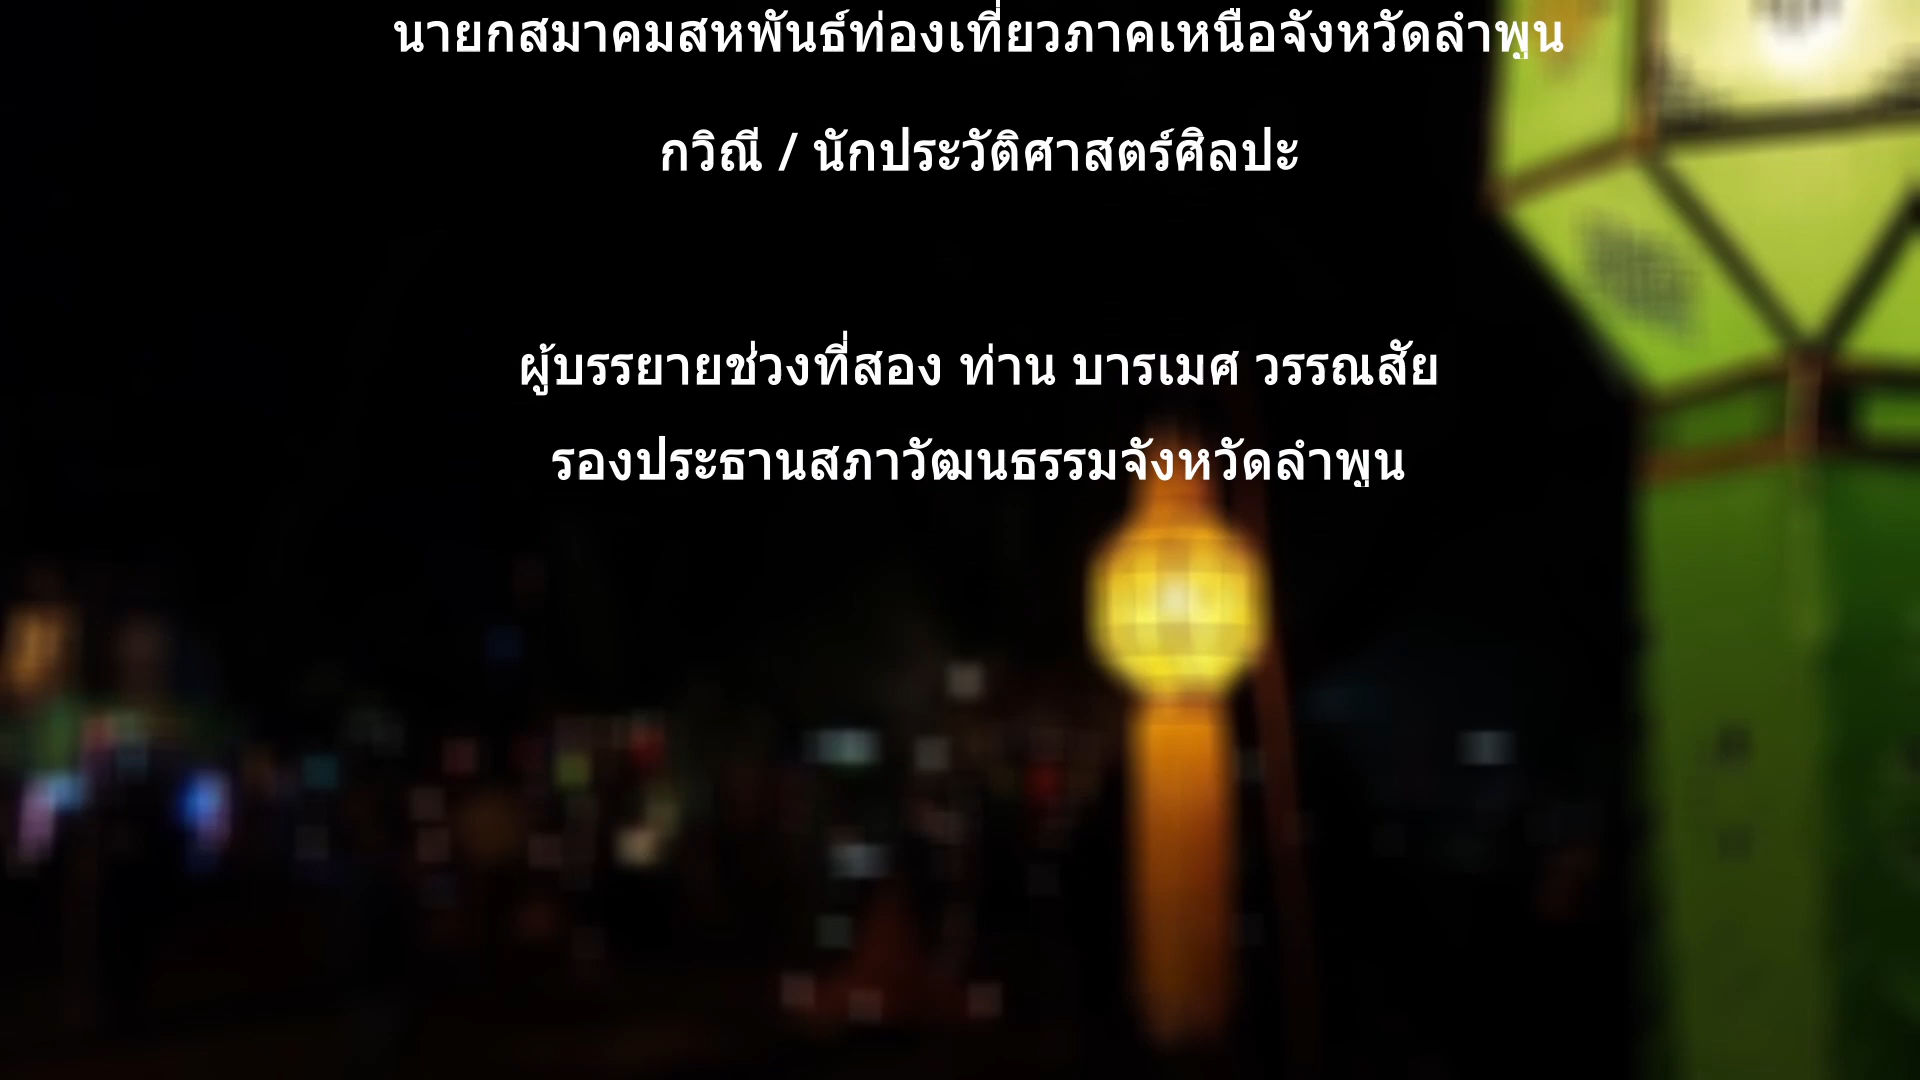 นายกสมาคมสหพันธ์ท่องเที่ยวภาคเหนือจังหวัดลำพูน
กวิณี / นักประวัติศาสตร์ศิลปะ
ผู้บรรยายช่วงที่สอง ท่าน บารเมศ วรรณสัย
รองประธานสภาวัฒนธรรมจังหวัดลำพูน